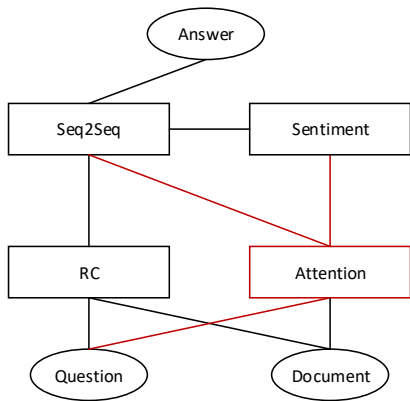 Answer
Seq2Seq
Sentiment
RC
Attention
Question
Document